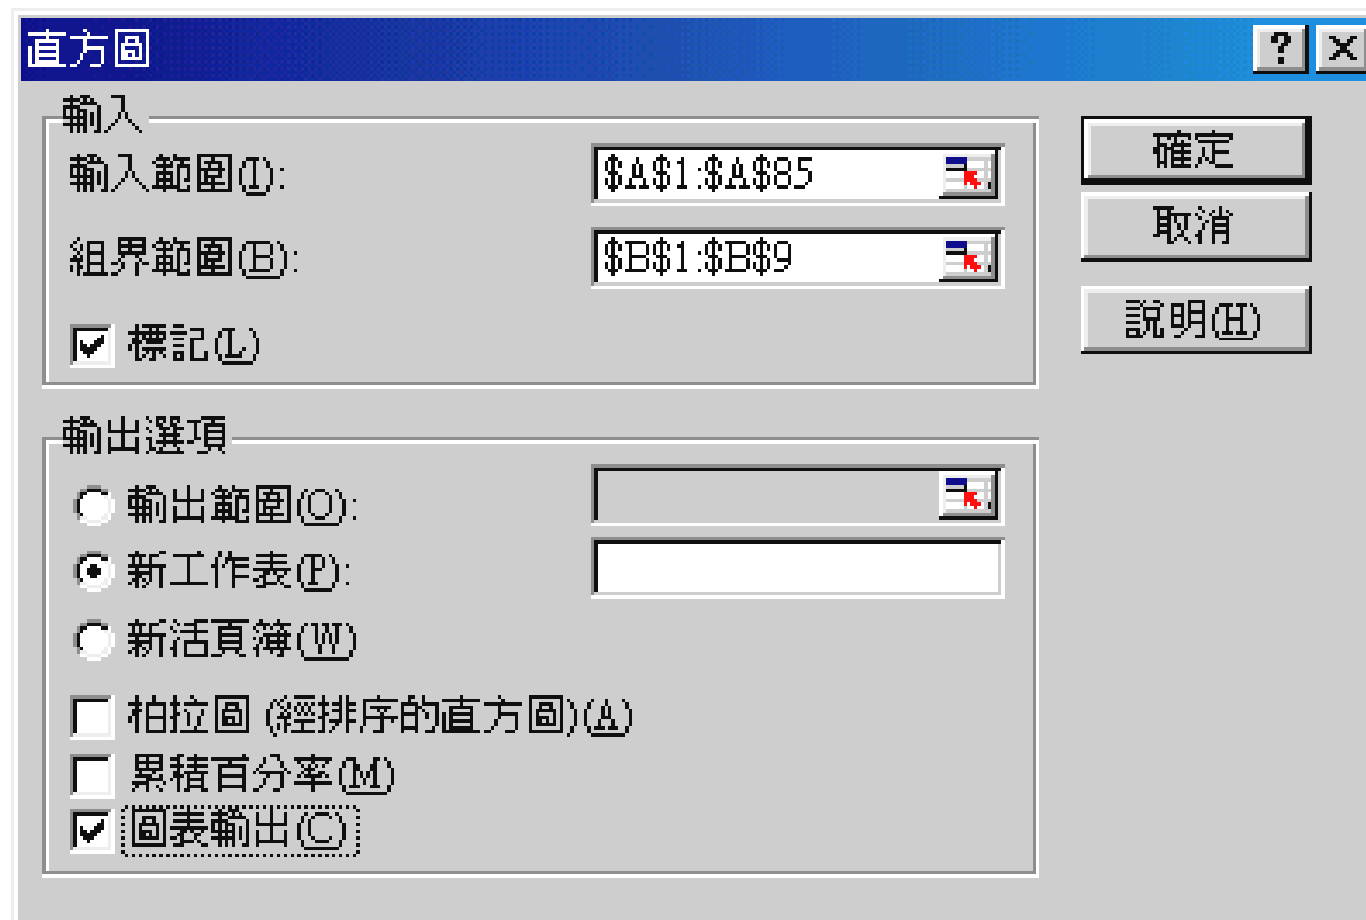 直方圖
輸入
輸入範圍(I): $A$1:$A$85
組界範圍(B): $B$1:$B$9
標記(L)
確定
取消
說明(H)
輸出選項
輸出範圍(O):
新工作表(P):
新活頁簿(W)
柏拉圖 (經排序的直方圖)(A)
累積百分率(M)
圖表輸出(C)